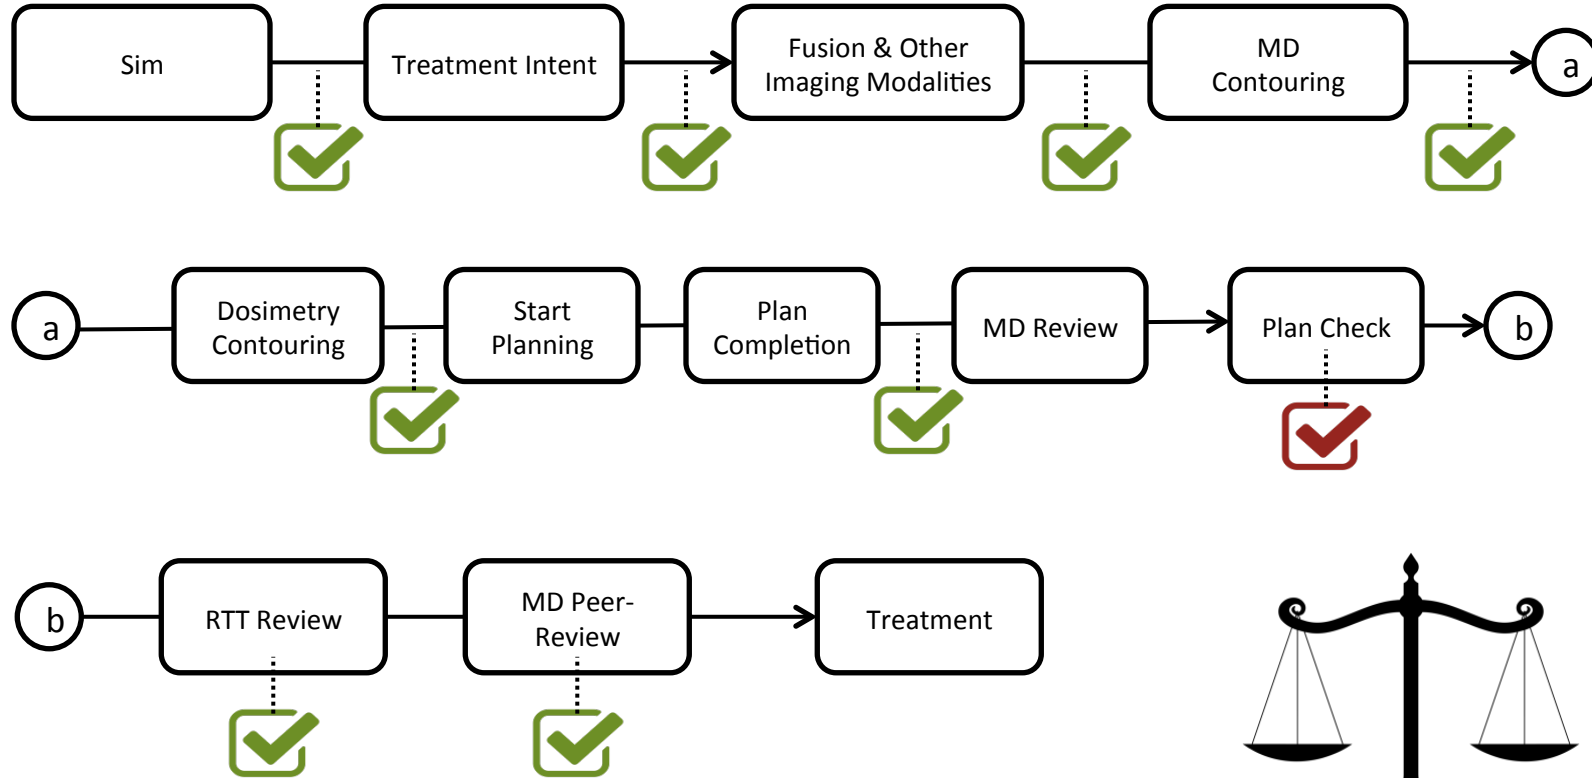 Sim
Treatment Intent
Fusion & Other
Imaging Modalities
MD
Contouring
a
a
Dosimetry
Contouring
Start
Planning
Plan
Completion
MD Review
Plan Check
b
b
RTT Review
MD Peer-
Review
Treatment